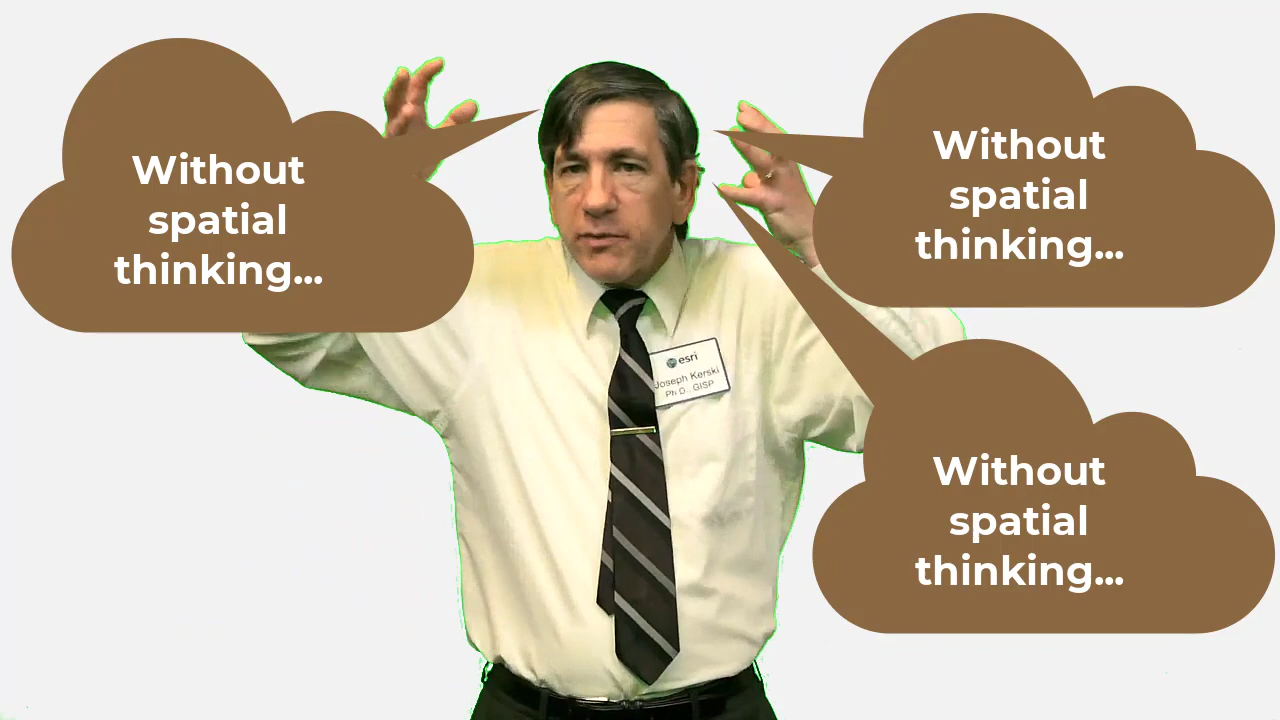 Without
spatial
thinking...
Without
spatial
thinking...
esri
Joseph Kerski
Ph.D., GISP
Without
spatial
thinking...